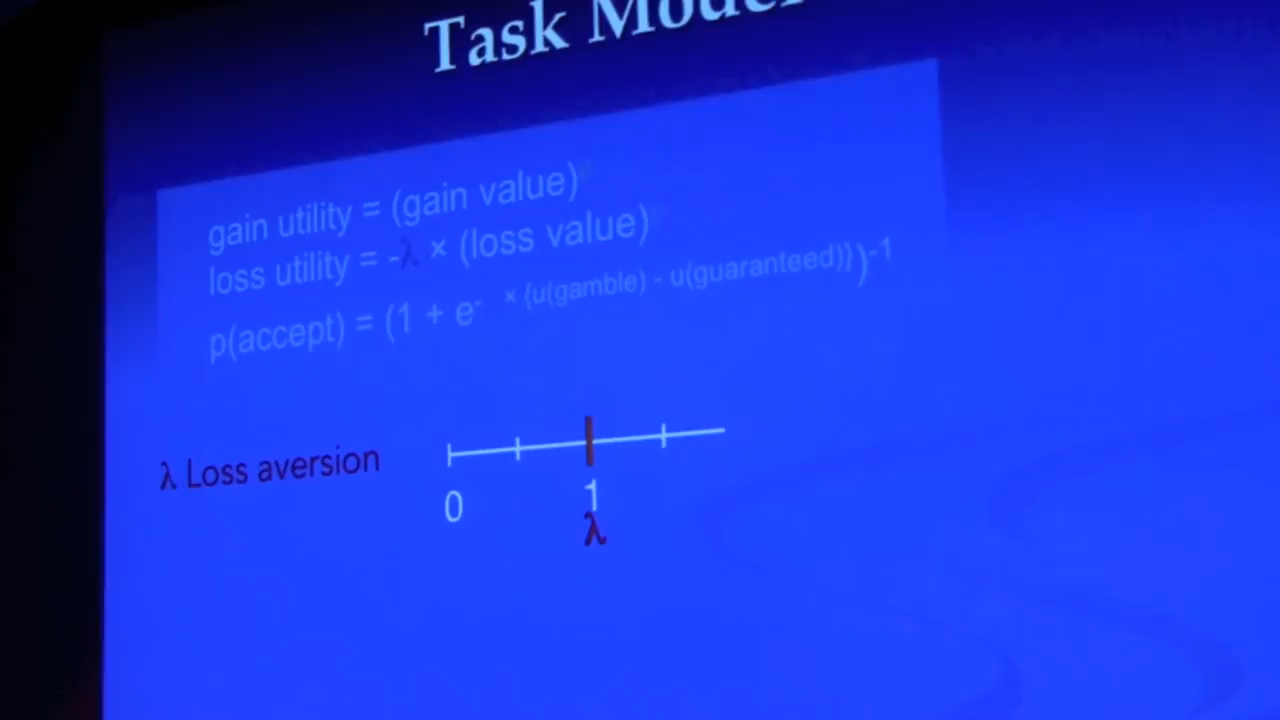 Task Model
gain utility = (gain value)
loss utility = -λ × (loss value)
p(accept) = (1 + e- × {u(gamble) - u(guaranteed)})-1
λ Loss aversion
0
1
λ